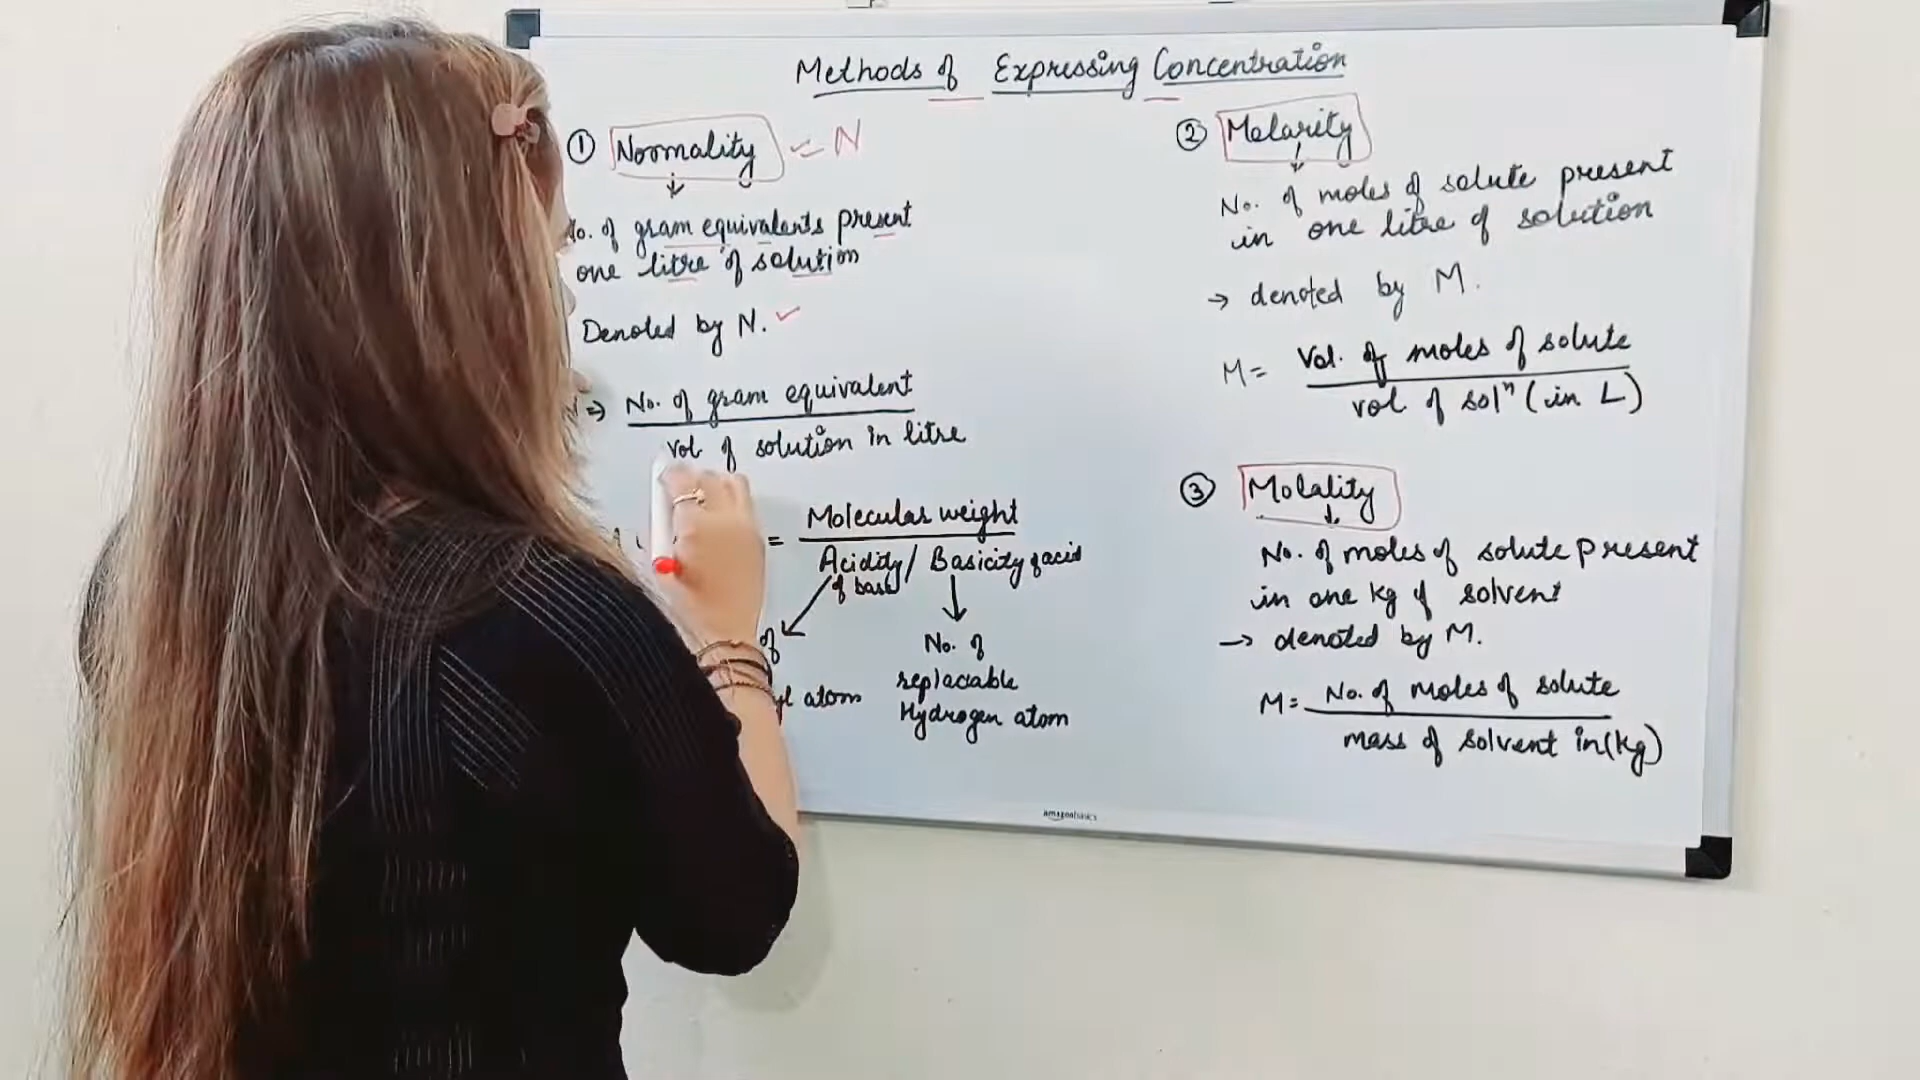 Methods of Expressing Concentration
① Normality = N
No. of gram equivalents present
one litre of solution
Denoted by N.
N => No. of gram equivalent
vol of solution in litre
= Molecular weight
Acidity / Basicity of acid
of base
of
yl atom
No. of
replacable
Hydrogen atom
② Molarity
No. of moles of solute present
in one litre of solution
→ denoted by M.
M = Vol. of moles of solute
vol of solⁿ (in L)
③ Molality
No. of moles of solute present
in one kg of solvent
→ denoted by M.
M = No. of moles of solute
mass of solvent in (kg)
amazonbasics